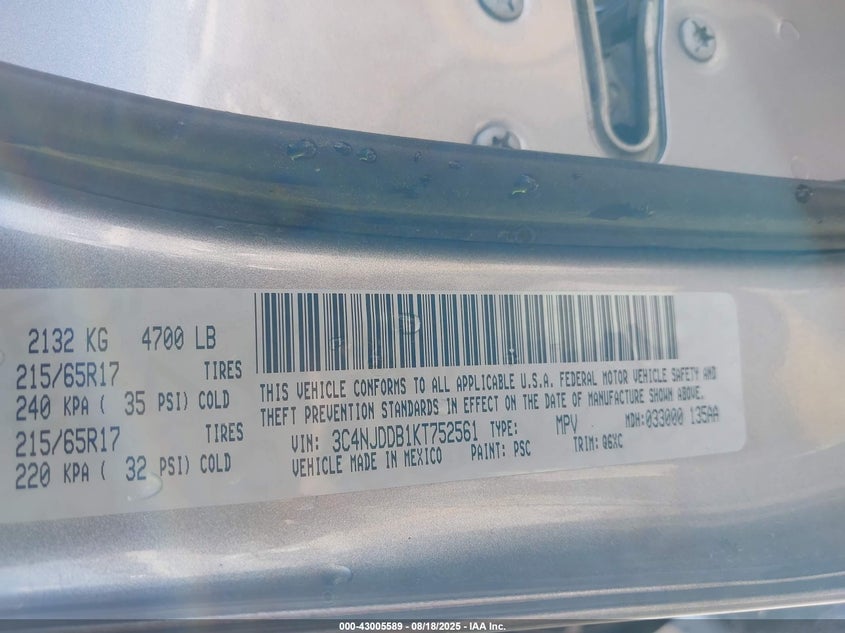 2132 KG 4700 LB
215/65R17 TIRES
240 KPA ( 35 PSI) COLD
215/65R17 TIRES
220 KPA ( 32 PSI) COLD
THIS VEHICLE CONFORMS TO ALL APPLICABLE U.S.A. FEDERAL MOTOR VEHICLE SAFETY AND
THEFT PREVENTION STANDARDS IN EFFECT ON THE DATE OF MANUFACTURE SHOWN ABOVE.
VIN: 3C4NJDDB1KT752561 TYPE: MPV MDH:033000 135AA
VEHICLE MADE IN MEXICO PAINT: PSC TRIM: Q6XC
000-43005589 - 08/18/2025 - IAA Inc.